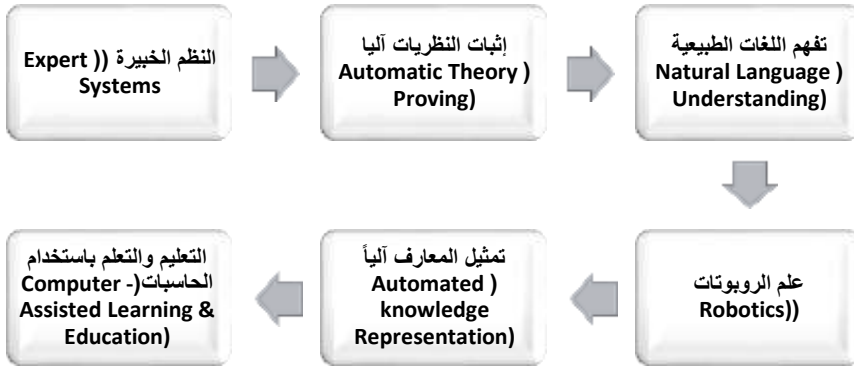 النظم الخبيرة (( Expert
Systems
إثبات النظريات آليا
Automatic Theory )
Proving)
تفهم اللغات الطبيعية
Natural Language )
Understanding)
علم الروبوتات
Robotics))
تمثيل المعارف آلياً
Automated )
knowledge
Representation)
التعليم والتعلم باستخدام
الحاسبات(- Computer
Assisted Learning &
Education)